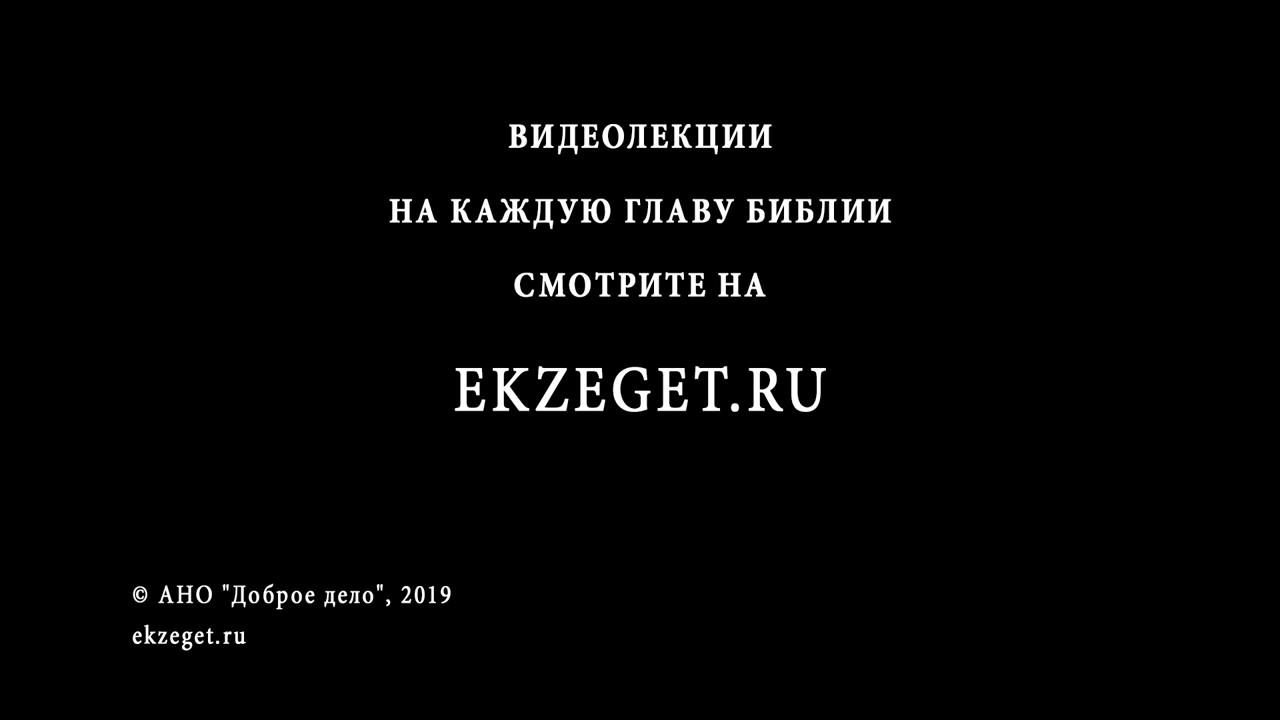 ВИДЕОЛЕКЦИИ
НА КАЖДУЮ ГЛАВУ БИБЛИИ
СМОТРИТЕ НА
EKZEGET.RU
© АНО "Доброе дело", 2019
ekzeget.ru